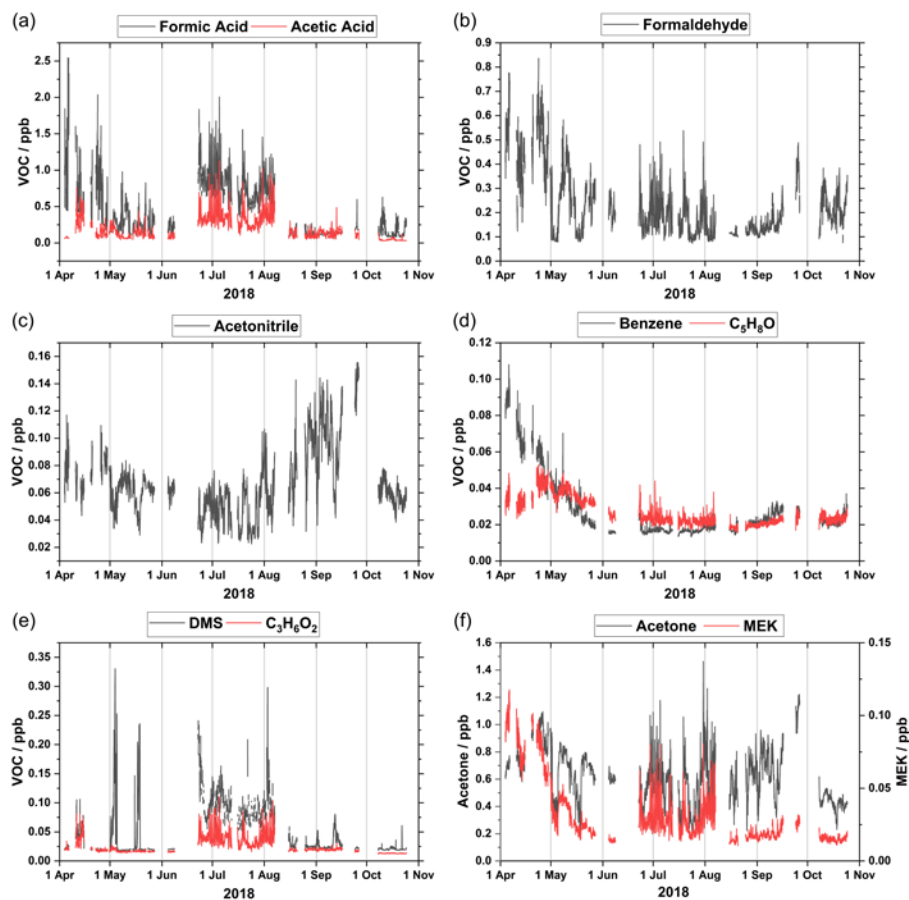 (a)
Formic Acid Acetic Acid
2.5
2.0
1.5
1.0
0.5
0.0
VOC / ppb
1 Apr 1 May 1 Jun 1 Jul 1 Aug 1 Sep 1 Oct 1 Nov
2018
(b)
Formaldehyde
0.9
0.8
0.7
0.6
0.5
0.4
0.3
0.2
0.1
0.0
VOC / ppb
1 Apr 1 May 1 Jun 1 Jul 1 Aug 1 Sep 1 Oct 1 Nov
2018
(c)
Acetonitrile
0.16
0.14
0.12
0.10
0.08
0.06
0.04
0.02
VOC / ppb
1 Apr 1 May 1 Jun 1 Jul 1 Aug 1 Sep 1 Oct 1 Nov
2018
(d)
Benzene C₅H₈O
0.12
0.10
0.08
0.06
0.04
0.02
0.00
VOC / ppb
1 Apr 1 May 1 Jun 1 Jul 1 Aug 1 Sep 1 Oct 1 Nov
2018
(e)
DMS C₃H₆O₂
0.35
0.30
0.25
0.20
0.15
0.10
0.05
0.00
VOC / ppb
1 Apr 1 May 1 Jun 1 Jul 1 Aug 1 Sep 1 Oct 1 Nov
2018
(f)
Acetone MEK
1.6
1.4
1.2
1.0
0.8
0.6
0.4
0.2
0.0
Acetone / ppb
0.15
0.10
0.05
0.00
MEK / ppb
1 Apr 1 May 1 Jun 1 Jul 1 Aug 1 Sep 1 Oct 1 Nov
2018